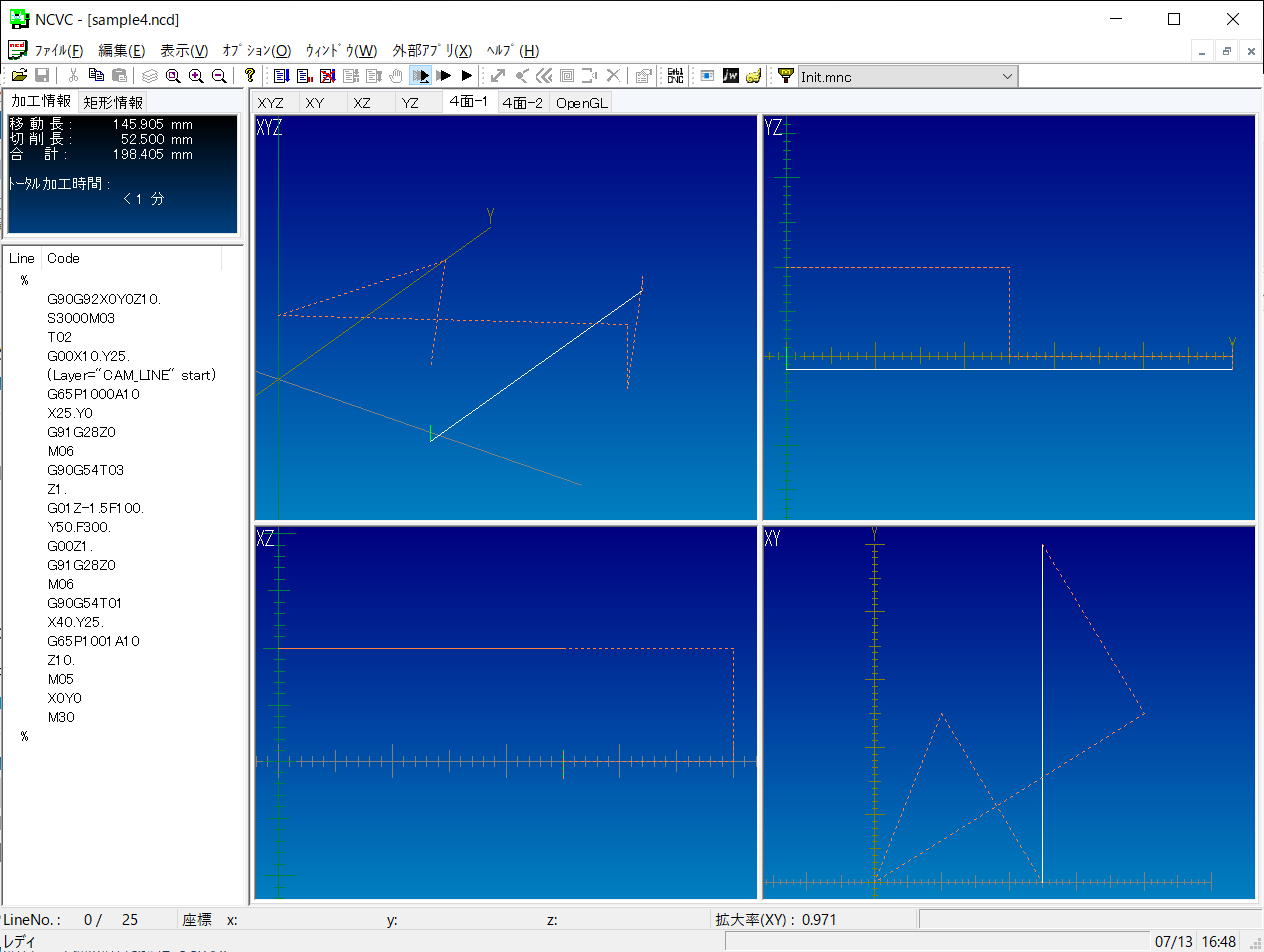 NCVC - [sample4.ncd]
ﾌｧｲﾙ(F) 編集(E) 表示(V) ｵﾌﾟｼｮﾝ(O) ｳｨﾝﾄﾞｳ(W) 外部ｱﾌﾟﾘ(X) ﾍﾙﾌﾟ(H)
Init.mnc
加工情報 矩形情報
XYZ XY XZ YZ 4面-1 4面-2 OpenGL
移 動 長 : 145.905 mm
切 削 長 : 52.500 mm
合 計 : 198.405 mm
ﾄｰﾀﾙ加工時間 :
< 1 分
XYZ
Y
YZ
Y
XZ
XY
Y
Line Code
%
G90G92X0Y0Z10.
S3000M03
T02
G00X10.Y25.
(Layer="CAM_LINE" start)
G65P1000A10
X25.Y0
G91G28Z0
M06
G90G54T03
Z1.
G01Z-1.5F100.
Y50.F300.
G00Z1.
G91G28Z0
M06
G90G54T01
X40.Y25.
G65P1001A10
Z10.
M05
X0Y0
M30
%
LineNo. : 0 / 25 座標 x: y: z: 拡大率(XY) : 0.971
レディ 07/13 16:48